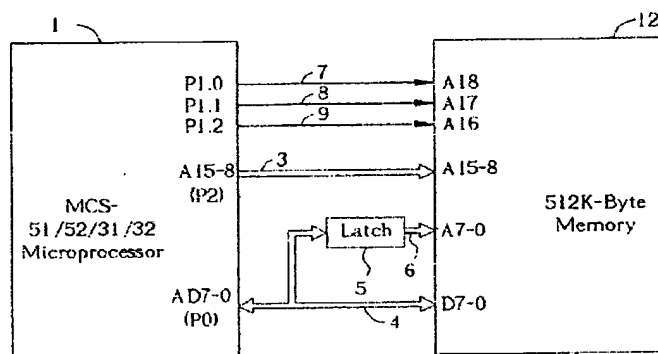 1
12
P1.0
7
A18
P1.1
8
A17
P1.2
9
A16
A15-8
(P2)
3
A15-8
MCS-
51/52/31/32
Microprocessor
512K-Byte
Memory
Latch
A7-0
5
6
AD7-0
(P0)
4
D7-0